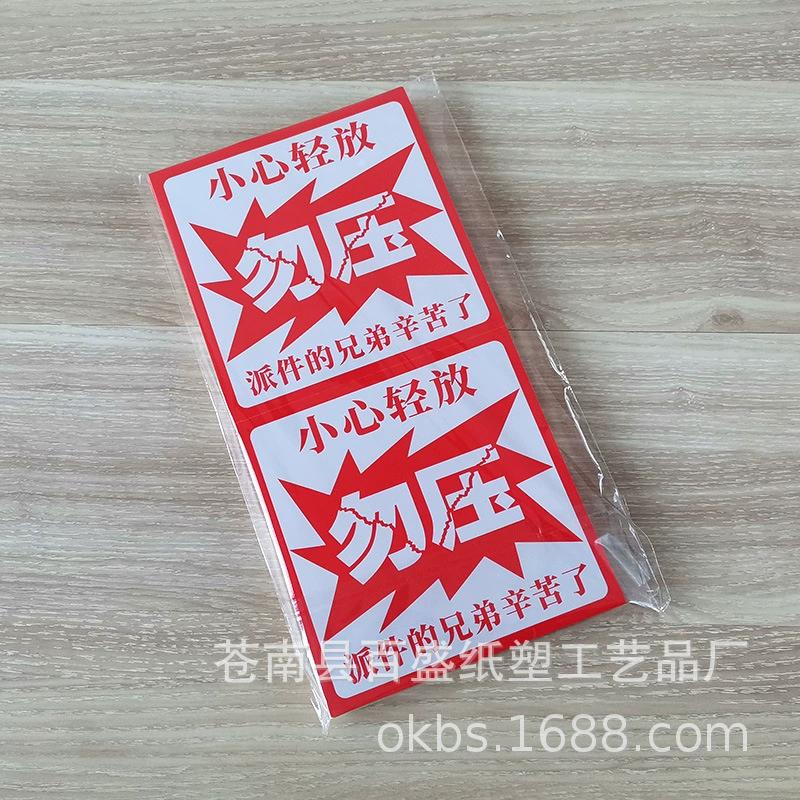 小心轻放
勿压
派件的兄弟辛苦了
小心轻放
勿压
派件的兄弟辛苦了
苍南县百盛纸塑工艺品厂
okbs.1688.com